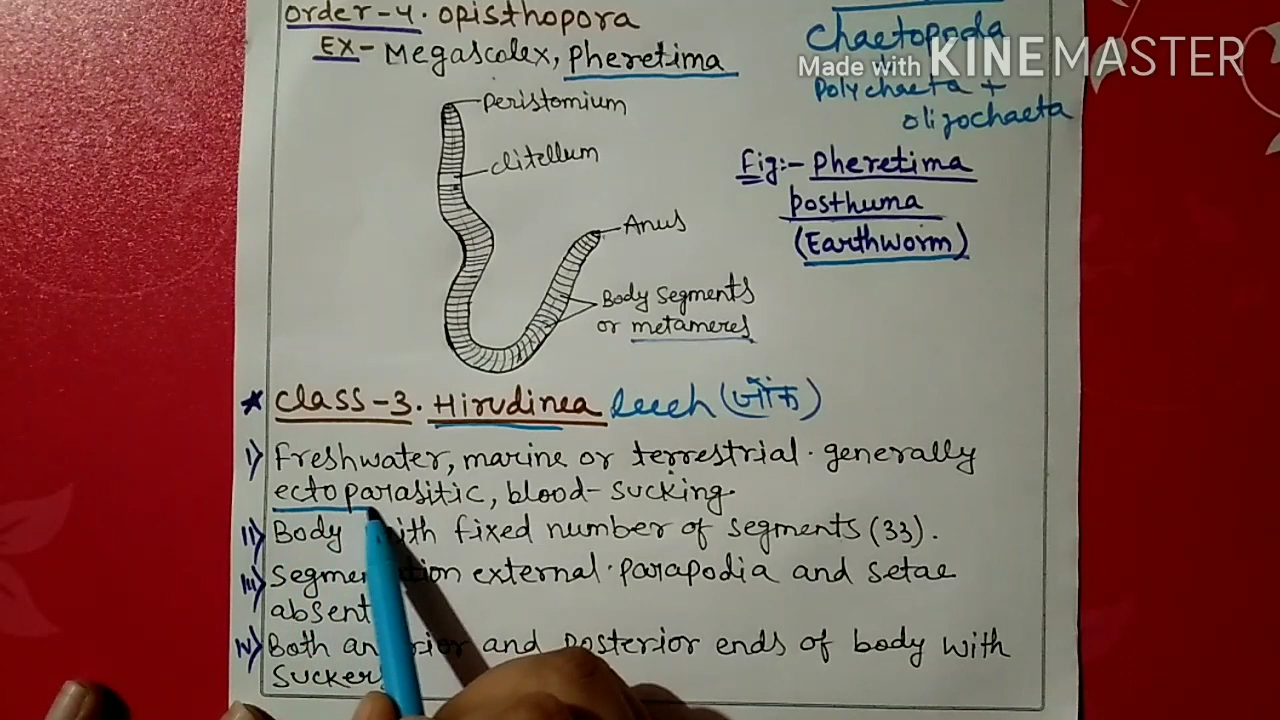 Order-4. Opisthopora
Ex- Megascolex, Pheretima
Chaetopoda
Made with KINEMASTER
Polychaeta +
Oligochaeta
Peristomium
Clitellum
Fig:- Pheretima
Posthuma
(Earthworm)
Anus
Body Segments
or metameres
* Class-3. Hirudinea leech (जोंक)
I) Freshwater, marine or terrestrial. generally
ectoparasitic, blood-sucking.
II) Body with fixed number of segments (33).
III) Segmentation external. parapodia and setae
absent
IV) Both anterior and posterior ends of body with
suckers